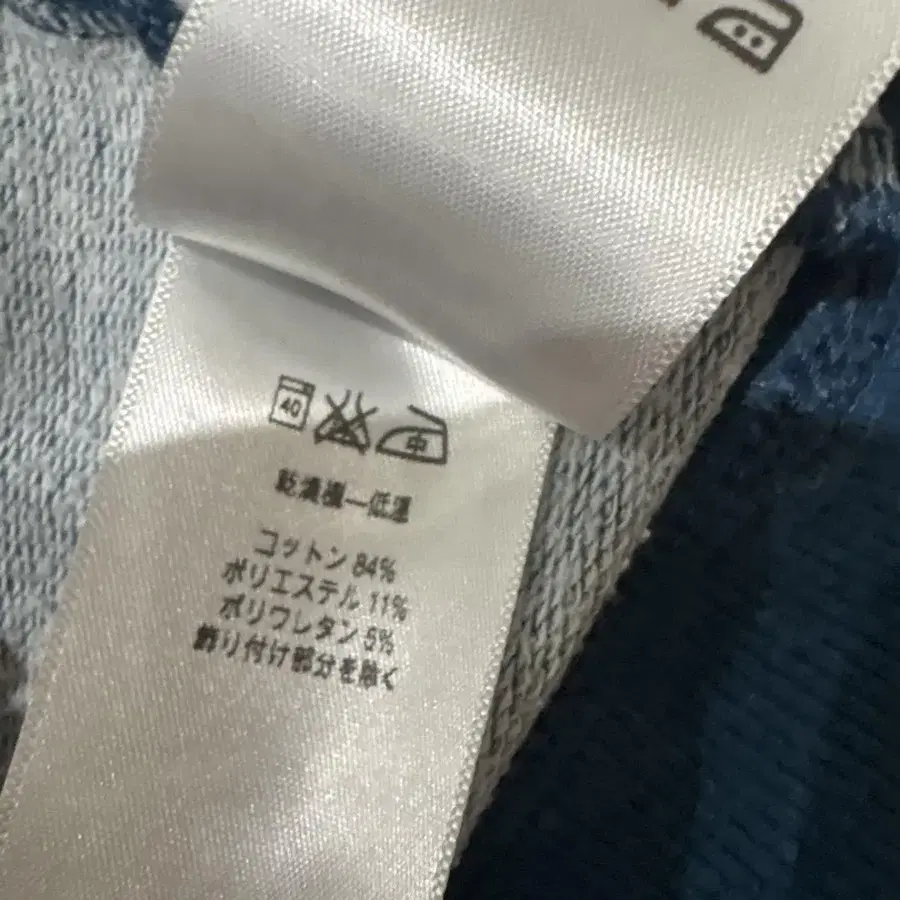 40
中
乾燥機―低温
コットン 84%
ポリエステル 11%
ポリウレタン 5%
飾り付け部分を除く